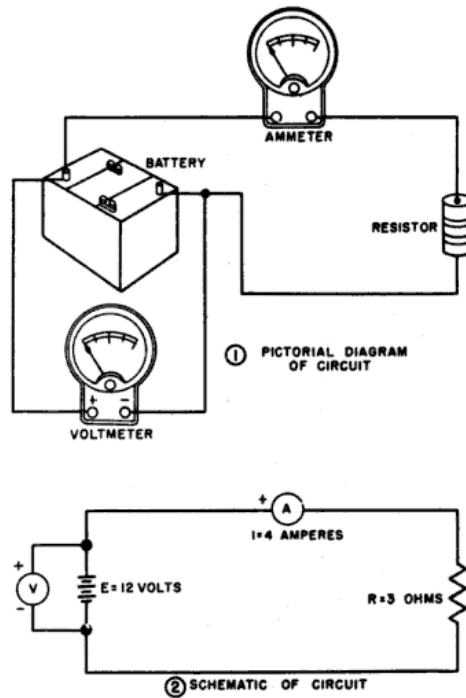 AMMETER
BATTERY
RESISTOR
+ -
VOLTMETER
① PICTORIAL DIAGRAM
OF CIRCUIT
+ A
I=4 AMPERES
+
V
-
E=12 VOLTS
R=3 OHMS
② SCHEMATIC OF CIRCUIT